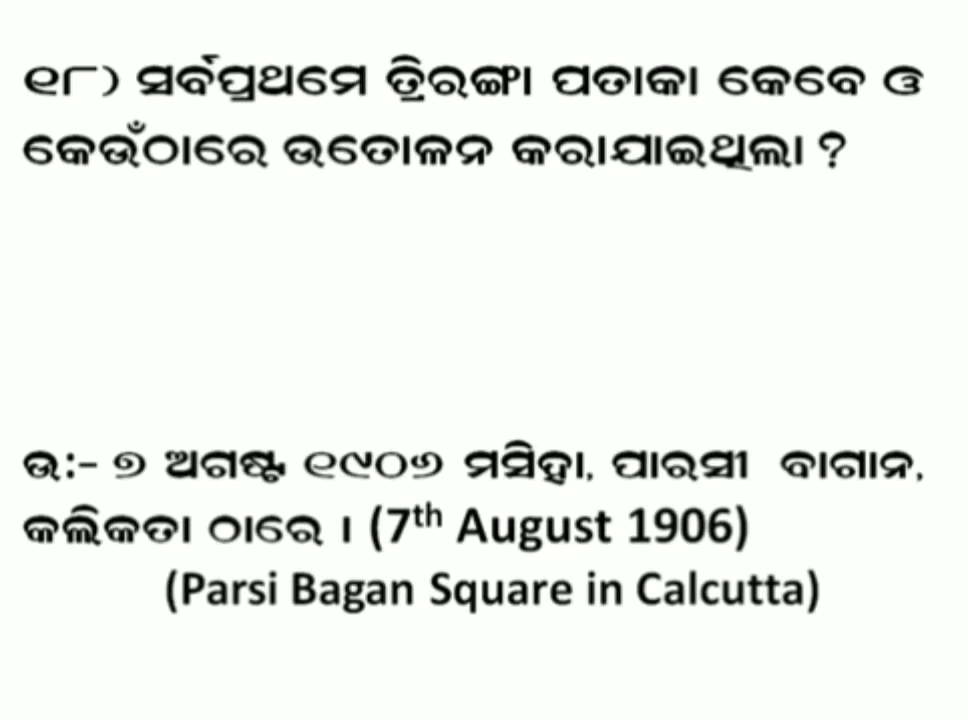 ୧୮) ସର୍ବପ୍ରଥମେ ତ୍ରିରଙ୍ଗା ପତାକା କେବେ ଓ
କେଉଁଠାରେ ଉତୋଳନ କରାଯାଇଥିଲା ?
ଉ:- ୭ ଅଗଷ୍ଟ ୧୯୦୬ ମସିହା, ପାରସୀ ବାଗାନ,
କଲିକତା ଠାରେ । (7th August 1906)
(Parsi Bagan Square in Calcutta)